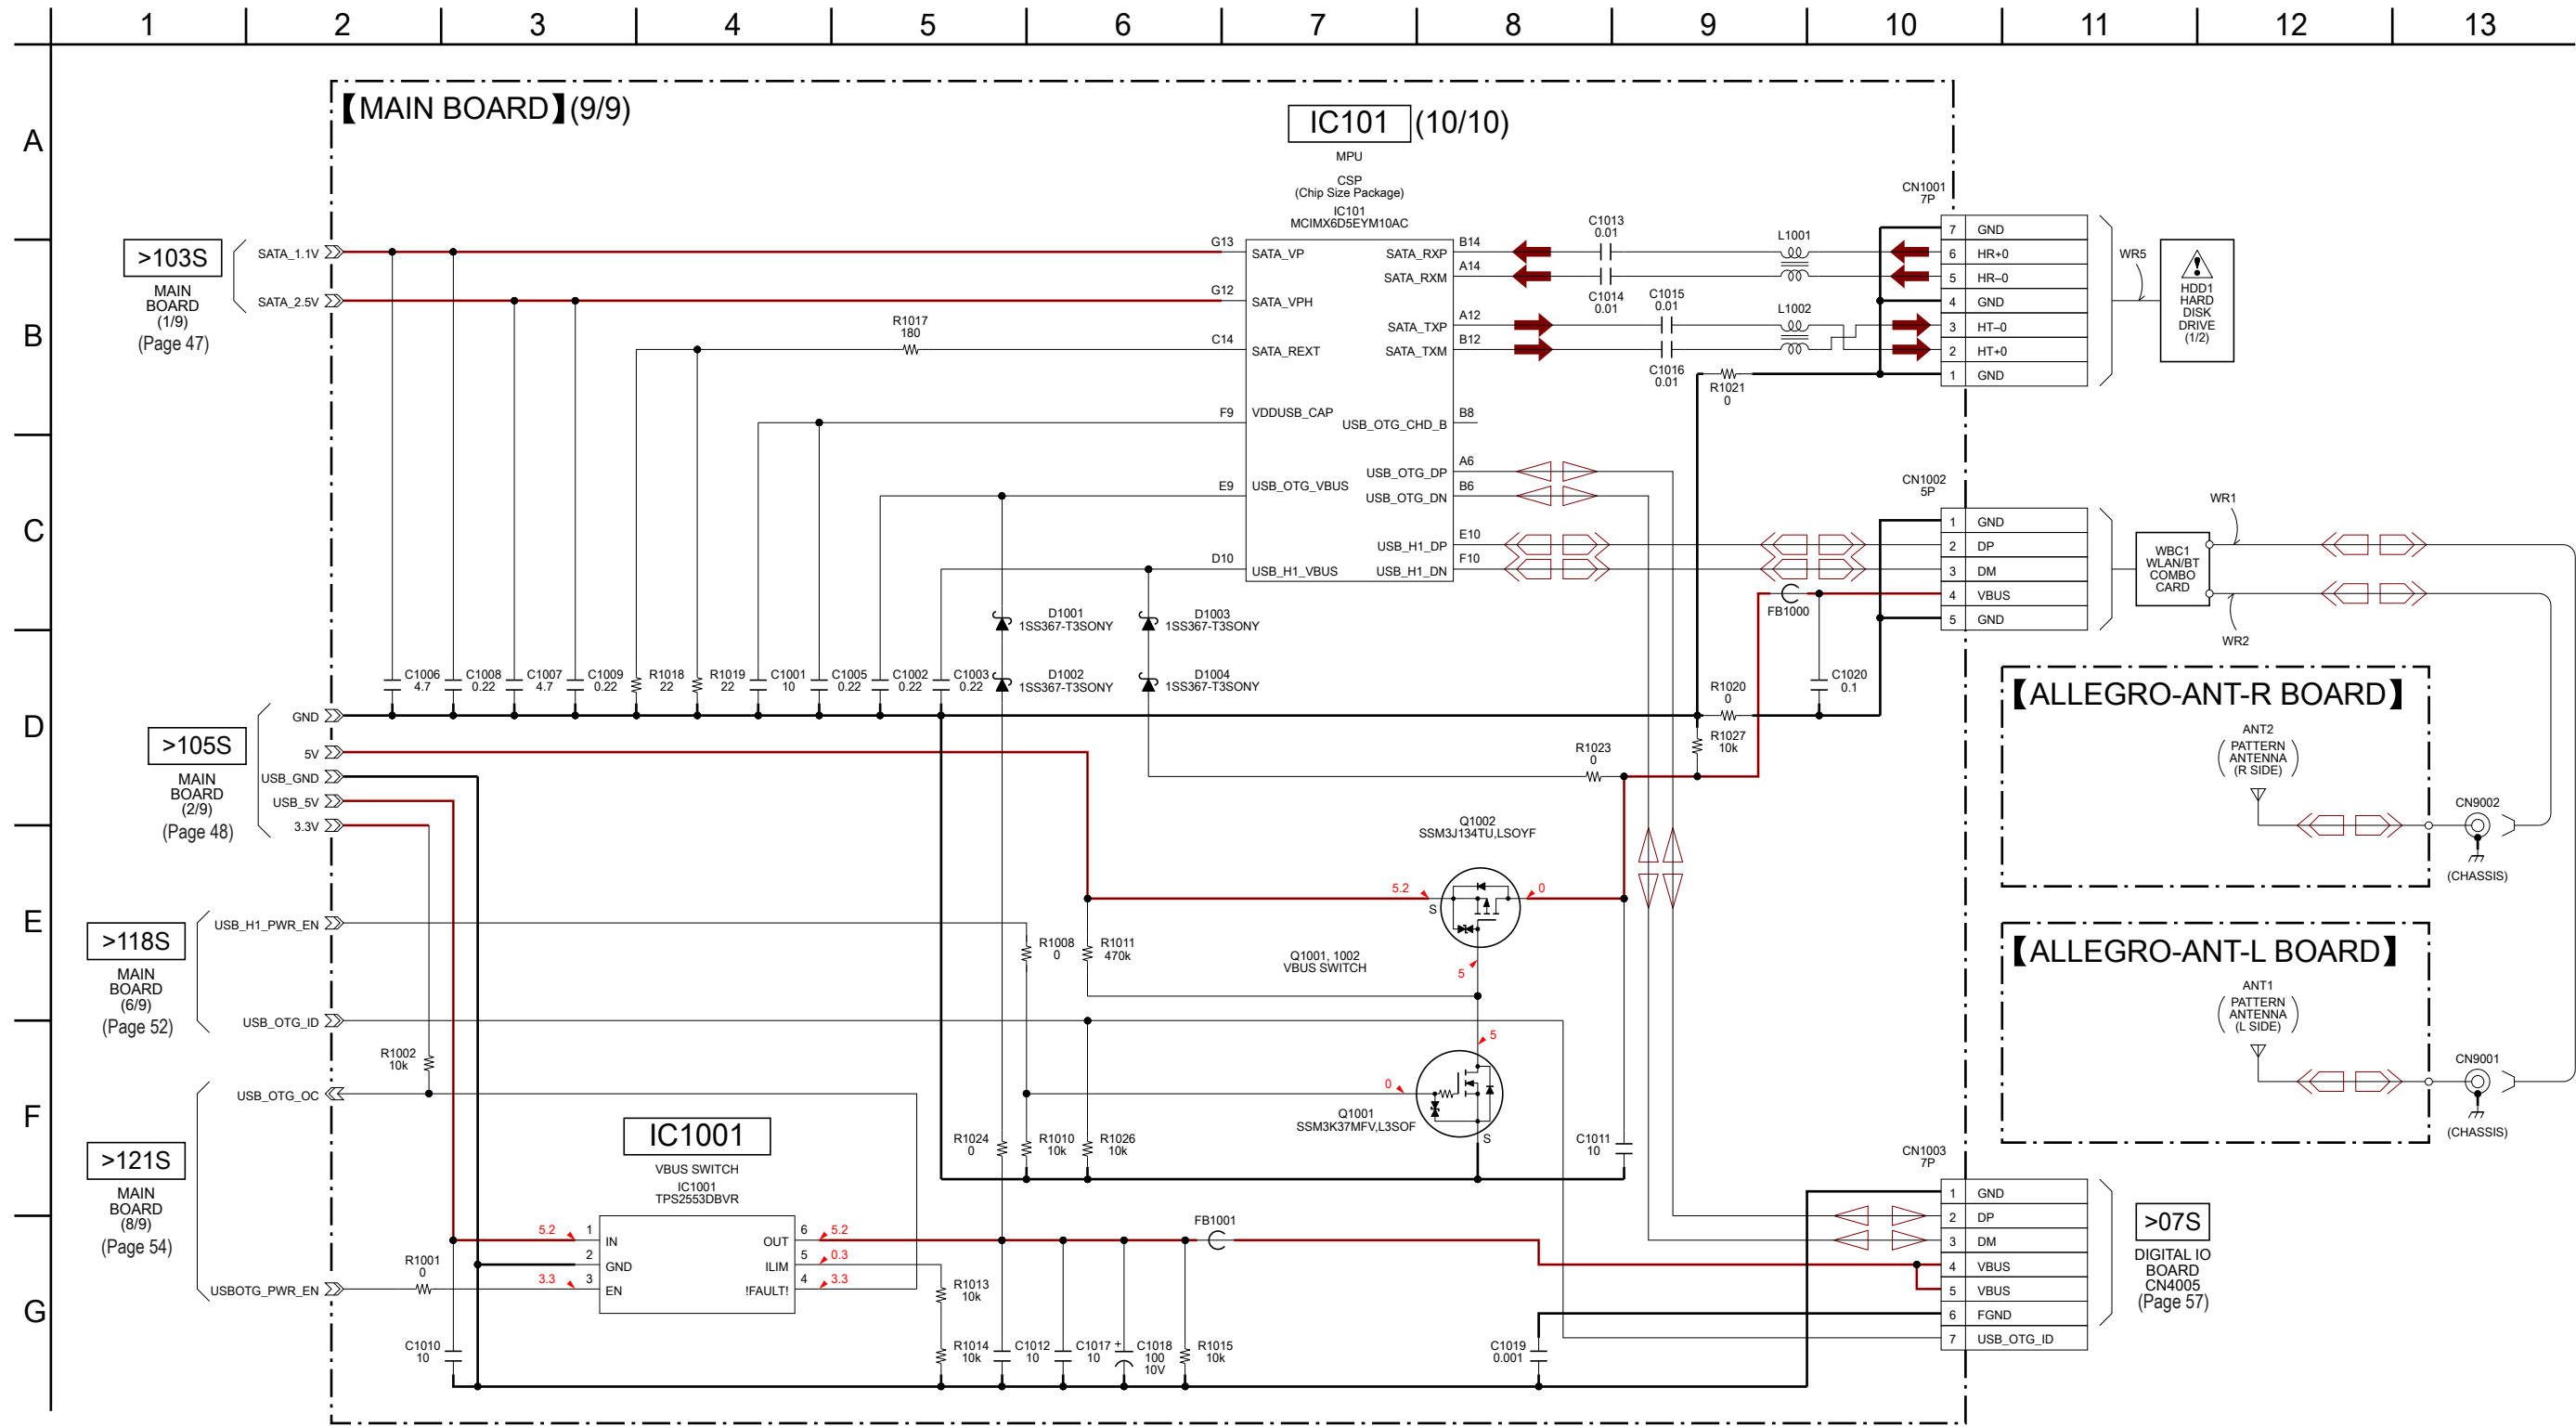 1 2 3 4 5 6 7 8 9 10 11 12 13
A
B
C
D
E
F
G
【MAIN BOARD】(9/9)
IC101 (10/10)
MPU
CSP
(Chip Size Package)
IC101
MCIMX6D5EYM10AC
>103S
MAIN
BOARD
(1/9)
(Page 47)
SATA_1.1V
SATA_2.5V
G13
SATA_VP
G12
SATA_VPH
C14
SATA_REXT
F9
VDDUSB_CAP
E9
USB_OTG_VBUS
D10
USB_H1_VBUS
SATA_RXP
B14
SATA_RXM
A14
SATA_TXP
A12
SATA_TXM
B12
USB_OTG_CHD_B
B8
USB_OTG_DP
A6
USB_OTG_DN
B6
USB_H1_DP
E10
USB_H1_DN
F10
R1017
180
C1013
0.01
C1014
0.01
C1015
0.01
C1016
0.01
L1001
L1002
R1021
0
CN1001
7P
7 GND
6 HR+0
5 HR–0
4 GND
3 HT–0
2 HT+0
1 GND
WR5
HDD1
HARD
DISK
DRIVE
(1/2)
CN1002
5P
1 GND
2 DP
3 DM
4 VBUS
5 GND
WBC1
WLAN/BT
COMBO
CARD
WR1
WR2
FB1000
C1020
0.1
D1001
1SS367-T3SONY
D1003
1SS367-T3SONY
D1002
1SS367-T3SONY
D1004
1SS367-T3SONY
C1006
4.7
C1008
0.22
C1007
4.7
C1009
0.22
R1018
22
R1019
22
C1001
10
C1005
0.22
C1002
0.22
C1003
0.22
R1020
0
R1027
10k
R1023
0
>105S
MAIN
BOARD
(2/9)
(Page 48)
GND
5V
USB_GND
USB_5V
3.3V
【ALLEGRO-ANT-R BOARD】
ANT2
(PATTERN
ANTENNA
(R SIDE))
CN9002
(CHASSIS)
Q1002
SSM3J134TU,LSOYF
5.2
0
S
5
Q1001, 1002
VBUS SWITCH
>118S
MAIN
BOARD
(6/9)
(Page 52)
USB_H1_PWR_EN
USB_OTG_ID
R1008
0
R1011
470k
【ALLEGRO-ANT-L BOARD】
ANT1
(PATTERN
ANTENNA
(L SIDE))
CN9001
(CHASSIS)
R1002
10k
5
0
Q1001
SSM3K37MFV,L3SOF
S
>121S
MAIN
BOARD
(8/9)
(Page 54)
USB_OTG_OC
USBOTG_PWR_EN
IC1001
VBUS SWITCH
IC1001
TPS2553DBVR
R1024
0
R1010
10k
R1026
10k
C1011
10
5.2 1 IN
2 GND
3.3 3 EN
OUT 6 5.2
ILIM 5 0.3
!FAULT! 4 3.3
R1001
0
C1010
10
FB1001
R1013
10k
R1014
10k
C1012
10
C1017
10
+
C1018
100
10V
R1015
10k
C1019
0.001
CN1003
7P
1 GND
2 DP
3 DM
4 VBUS
5 VBUS
6 FGND
7 USB_OTG_ID
>07S
DIGITAL IO
BOARD
CN4005
(Page 57)